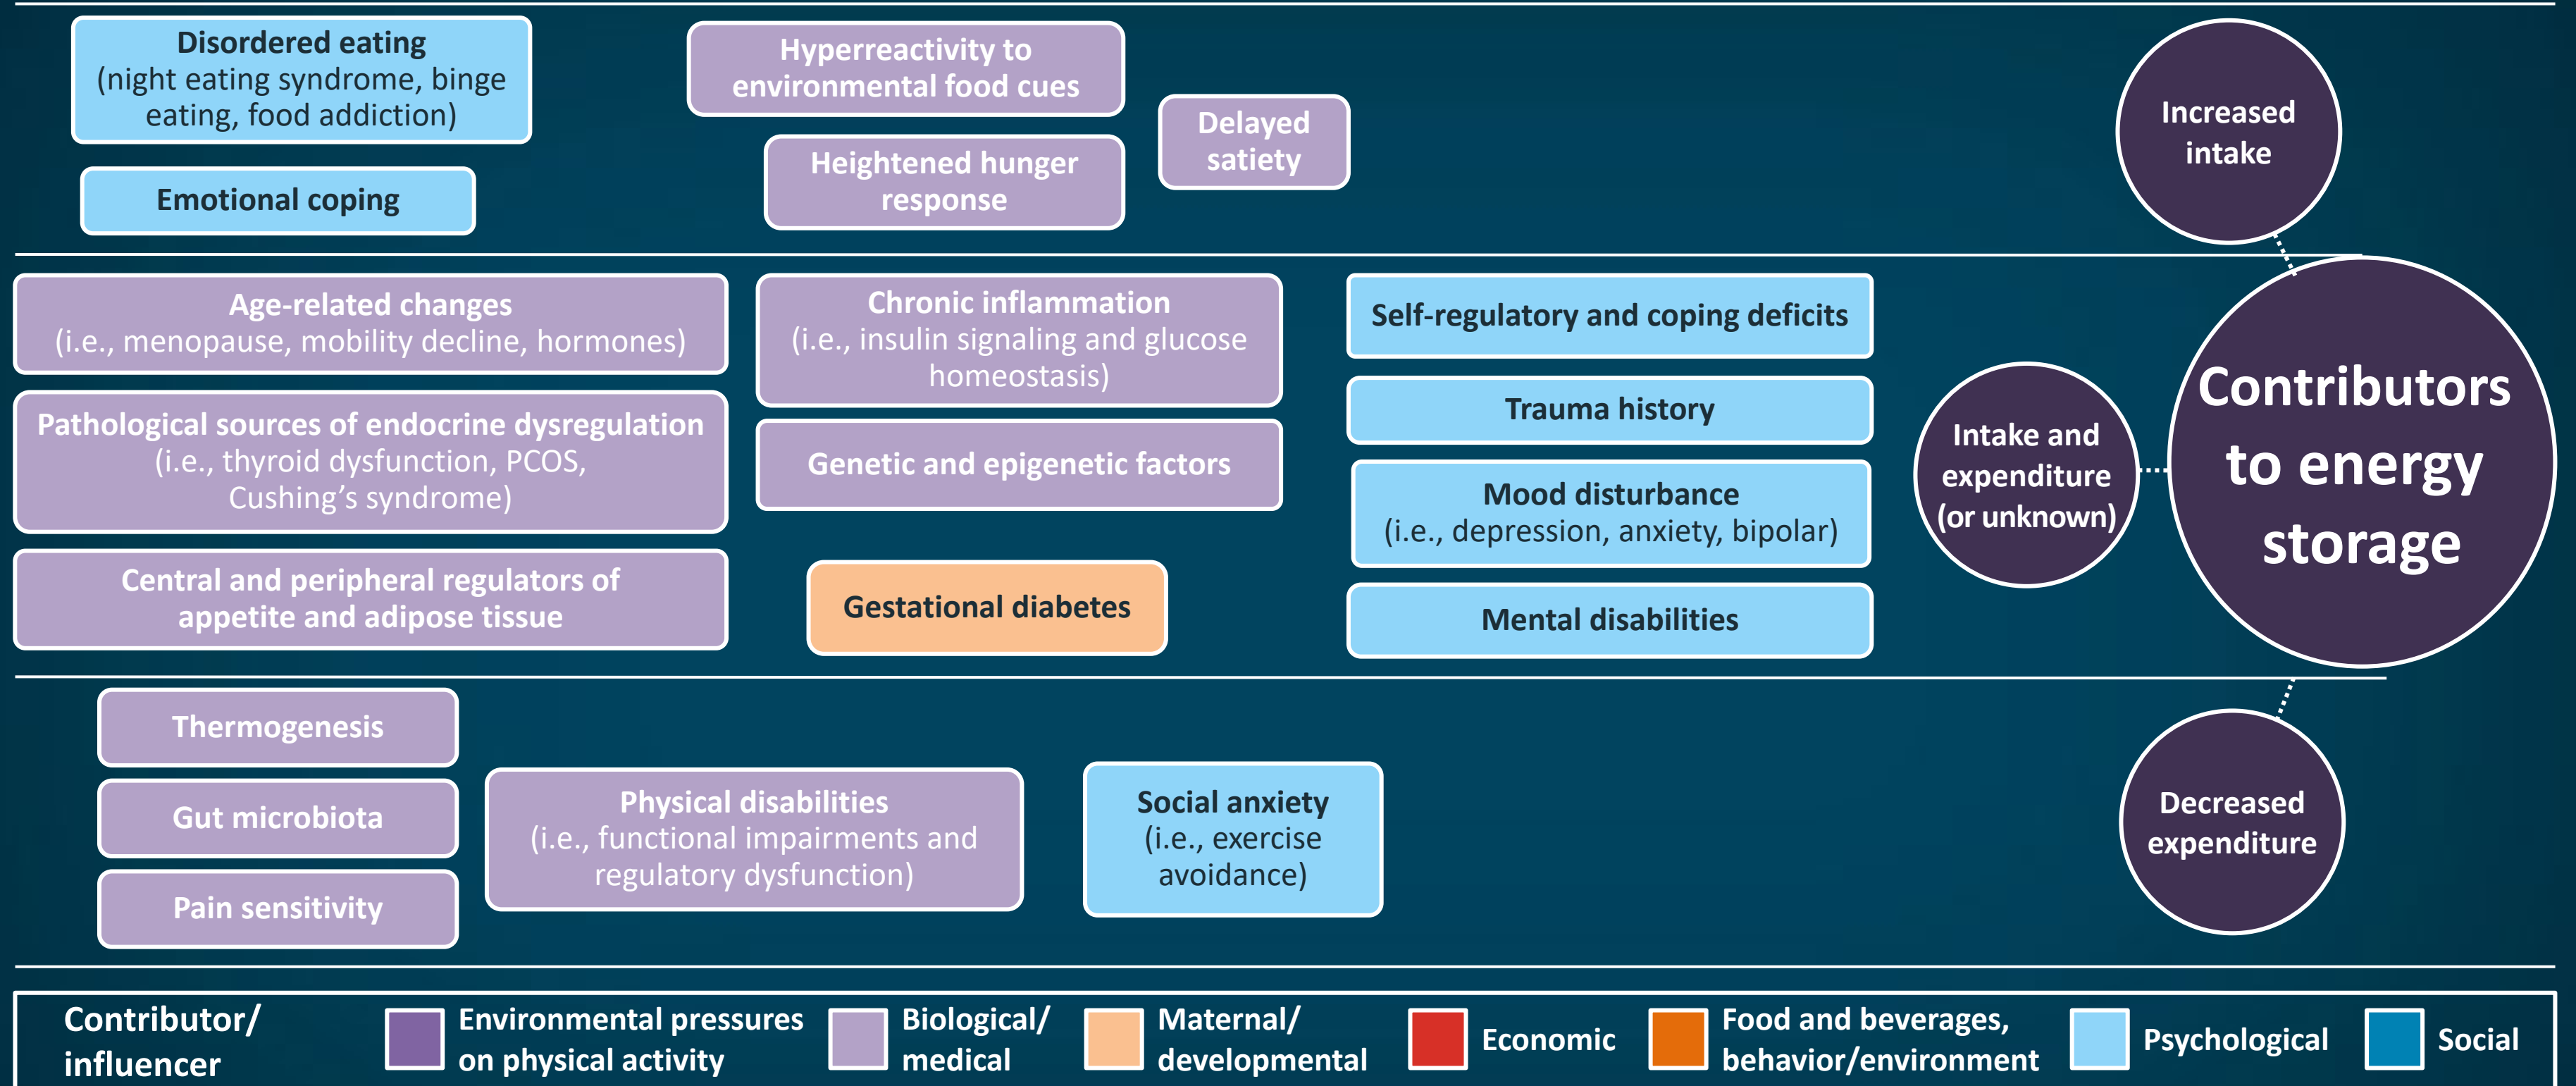 Disordered eating
(night eating syndrome, binge
eating, food addiction)
Emotional coping
Hyperreactivity to
environmental food cues
Heightened hunger
response
Delayed
satiety
Increased
intake
Age-related changes
(i.e., menopause, mobility decline, hormones)
Pathological sources of endocrine dysregulation
(i.e., thyroid dysfunction, PCOS,
Cushing’s syndrome)
Central and peripheral regulators of
appetite and adipose tissue
Chronic inflammation
(i.e., insulin signaling and glucose
homeostasis)
Genetic and epigenetic factors
Gestational diabetes
Self-regulatory and coping deficits
Trauma history
Mood disturbance
(i.e., depression, anxiety, bipolar)
Mental disabilities
Intake and
expenditure
(or unknown)
Contributors
to energy
storage
Thermogenesis
Gut microbiota
Pain sensitivity
Physical disabilities
(i.e., functional impairments and
regulatory dysfunction)
Social anxiety
(i.e., exercise
avoidance)
Decreased
expenditure
Contributor/
influencer
Environmental pressures
on physical activity
Biological/
medical
Maternal/
developmental
Economic
Food and beverages,
behavior/environment
Psychological
Social